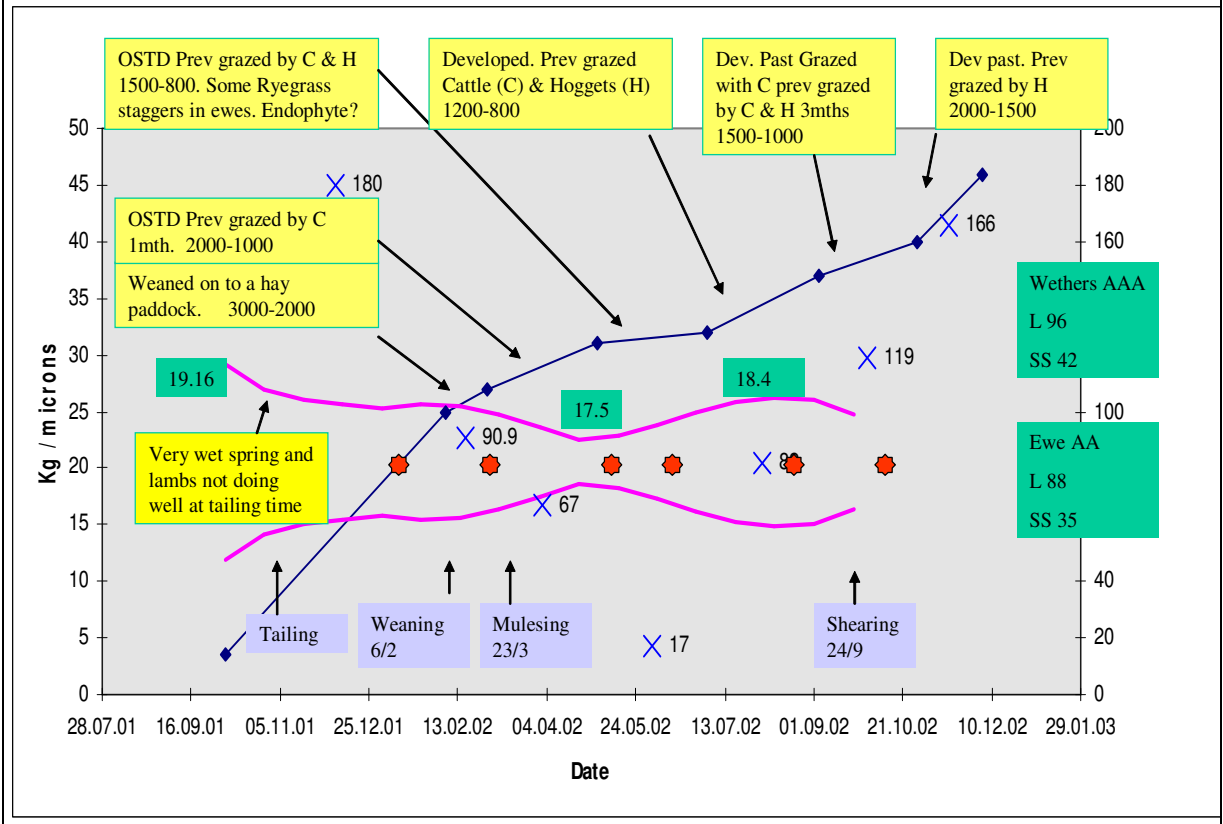 OSTD Prev grazed by C & H
1500-800. Some Ryegrass
staggers in ewes. Endophyte?
Developed. Prev grazed
Cattle (C) & Hoggets (H)
1200-800
Dev. Past Grazed
with C prev grazed
by C & H 3mths
1500-1000
Dev past. Prev
grazed by H
2000-1500
OSTD Prev grazed by C
1mth. 2000-1000
Weaned on to a hay
paddock. 3000-2000
Very wet spring and
lambs not doing
well at tailing time
19.16
17.5
18.4
180
90.9
67
17
119
166
Wethers AAA
L 96
SS 42
Ewe AA
L 88
SS 35
Tailing
Weaning
6/2
Mulesing
23/3
Shearing
24/9
Kg / microns
50
45
40
35
30
25
20
15
10
5
0
200
180
160
100
40
20
0
28.07.01
16.09.01
05.11.01
25.12.01
13.02.02
04.04.02
24.05.02
13.07.02
01.09.02
21.10.02
10.12.02
29.01.03
Date